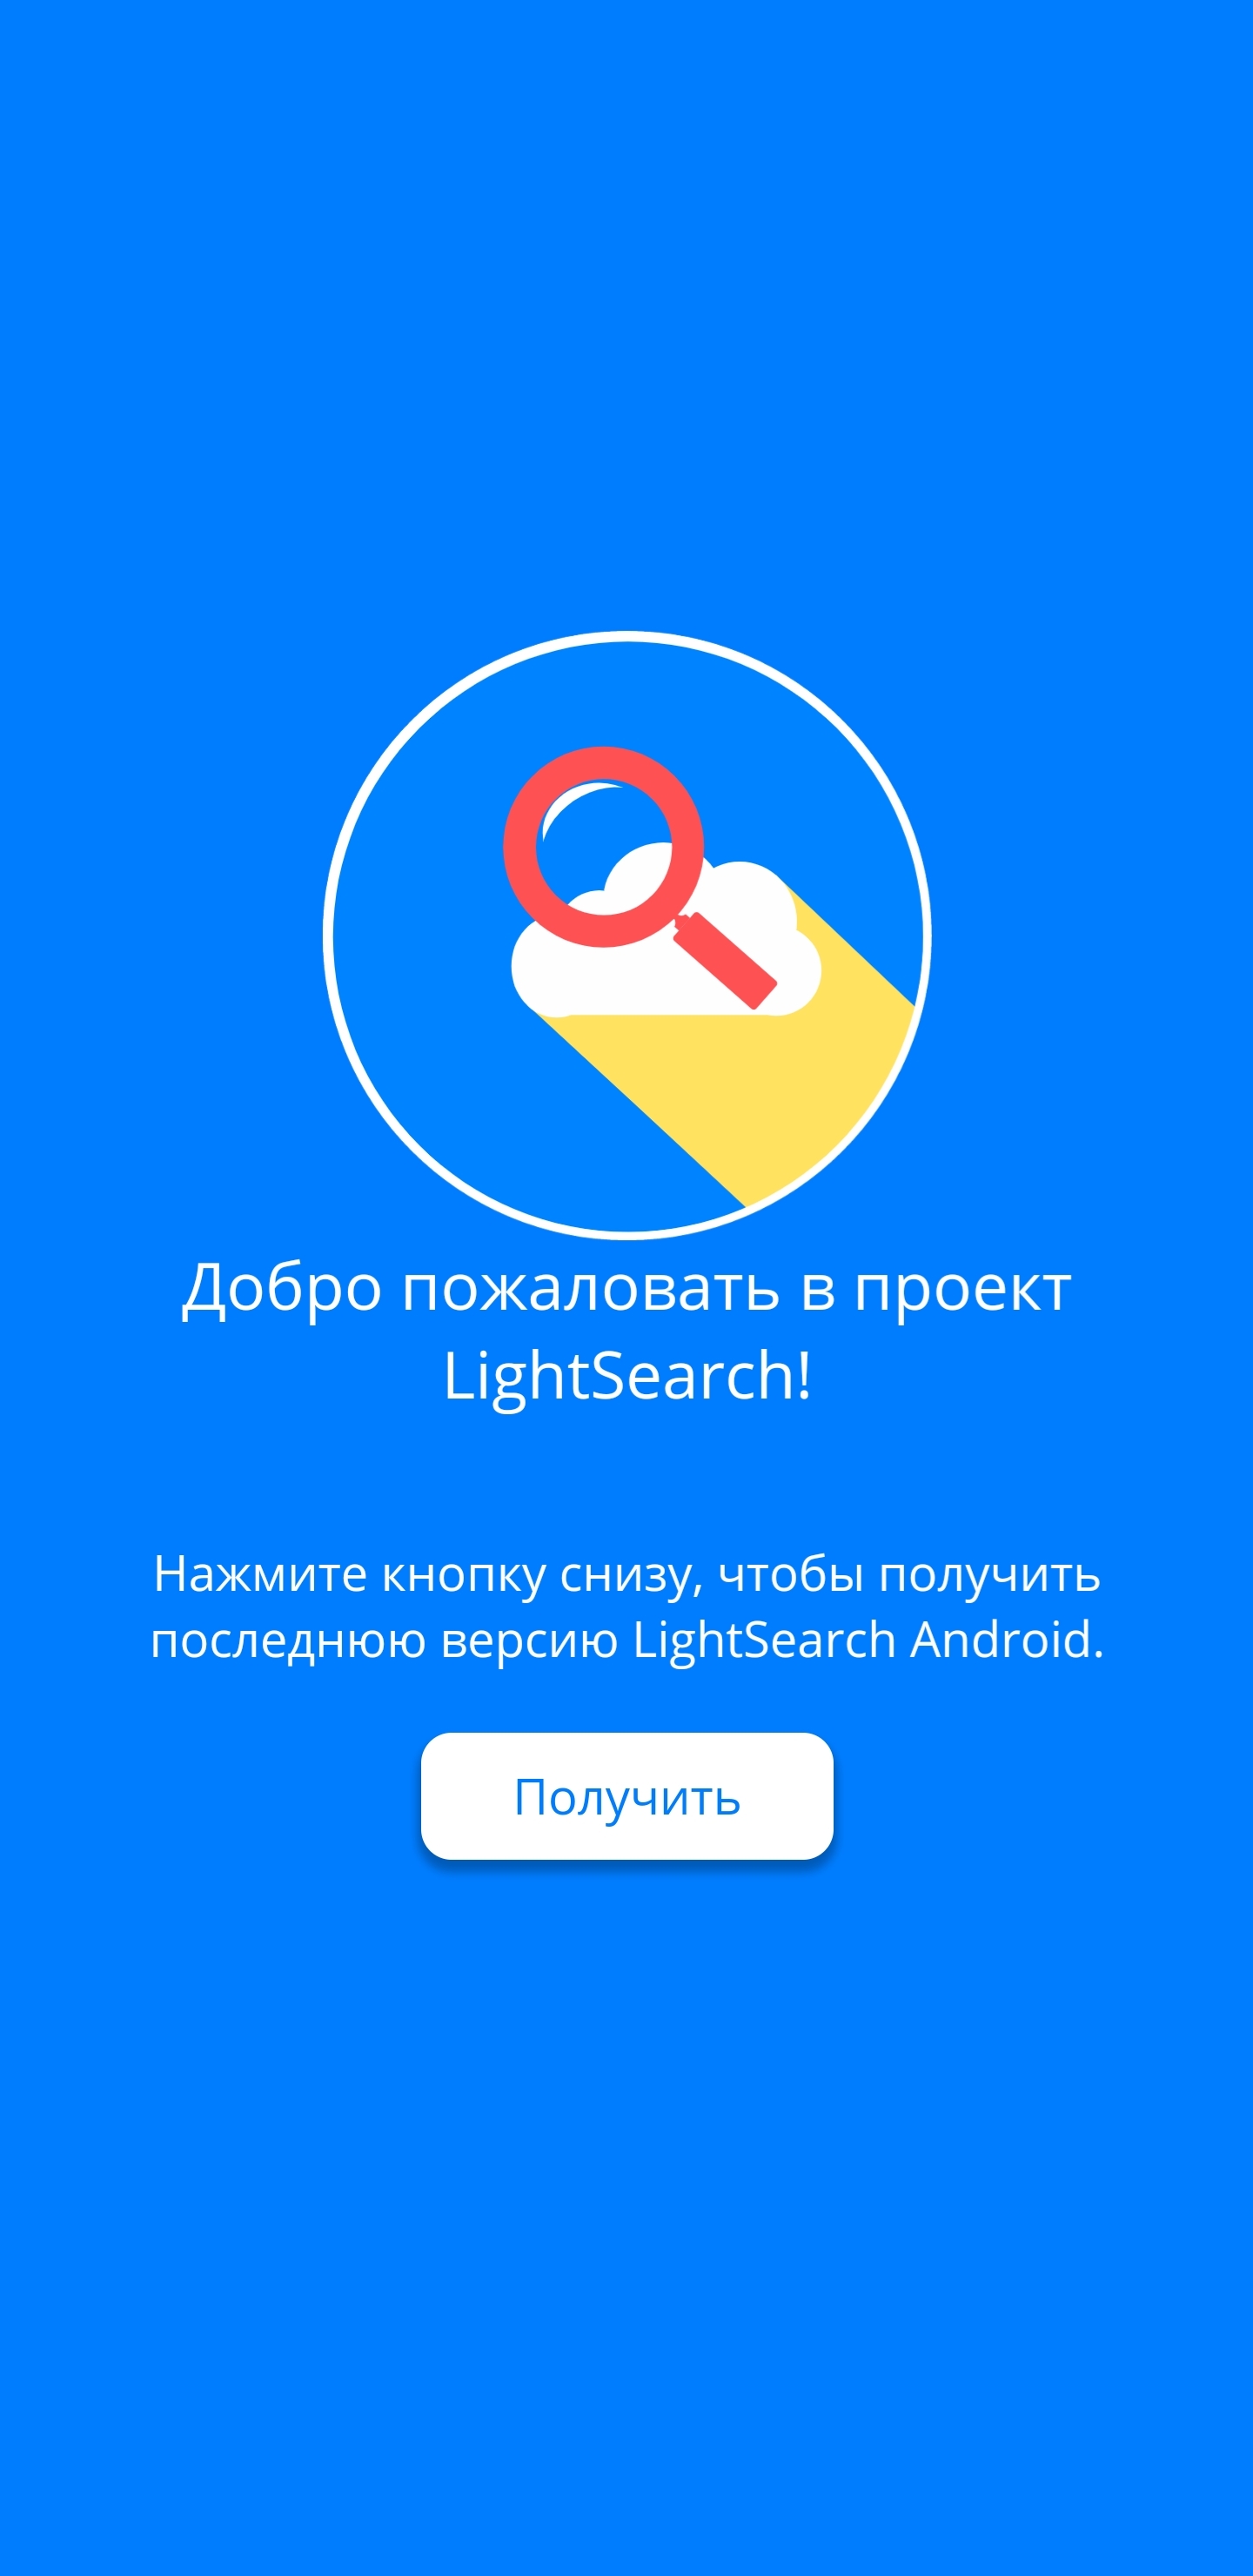 Добро пожаловать в проект
LightSearch!
Нажмите кнопку снизу, чтобы получить
последнюю версию LightSearch Android.
Получить